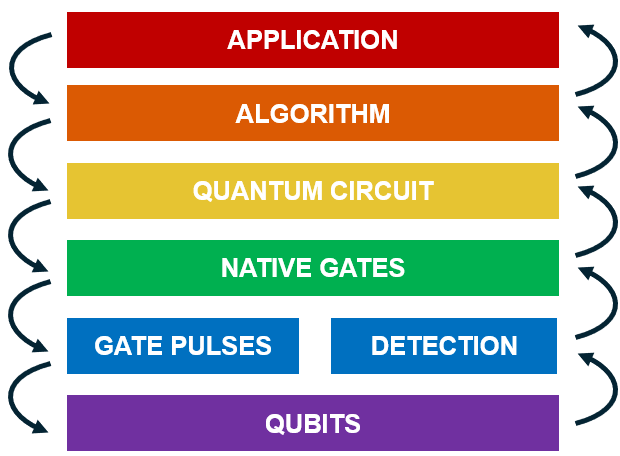 APPLICATION
ALGORITHM
QUANTUM CIRCUIT
NATIVE GATES
GATE PULSES
DETECTION
QUBITS